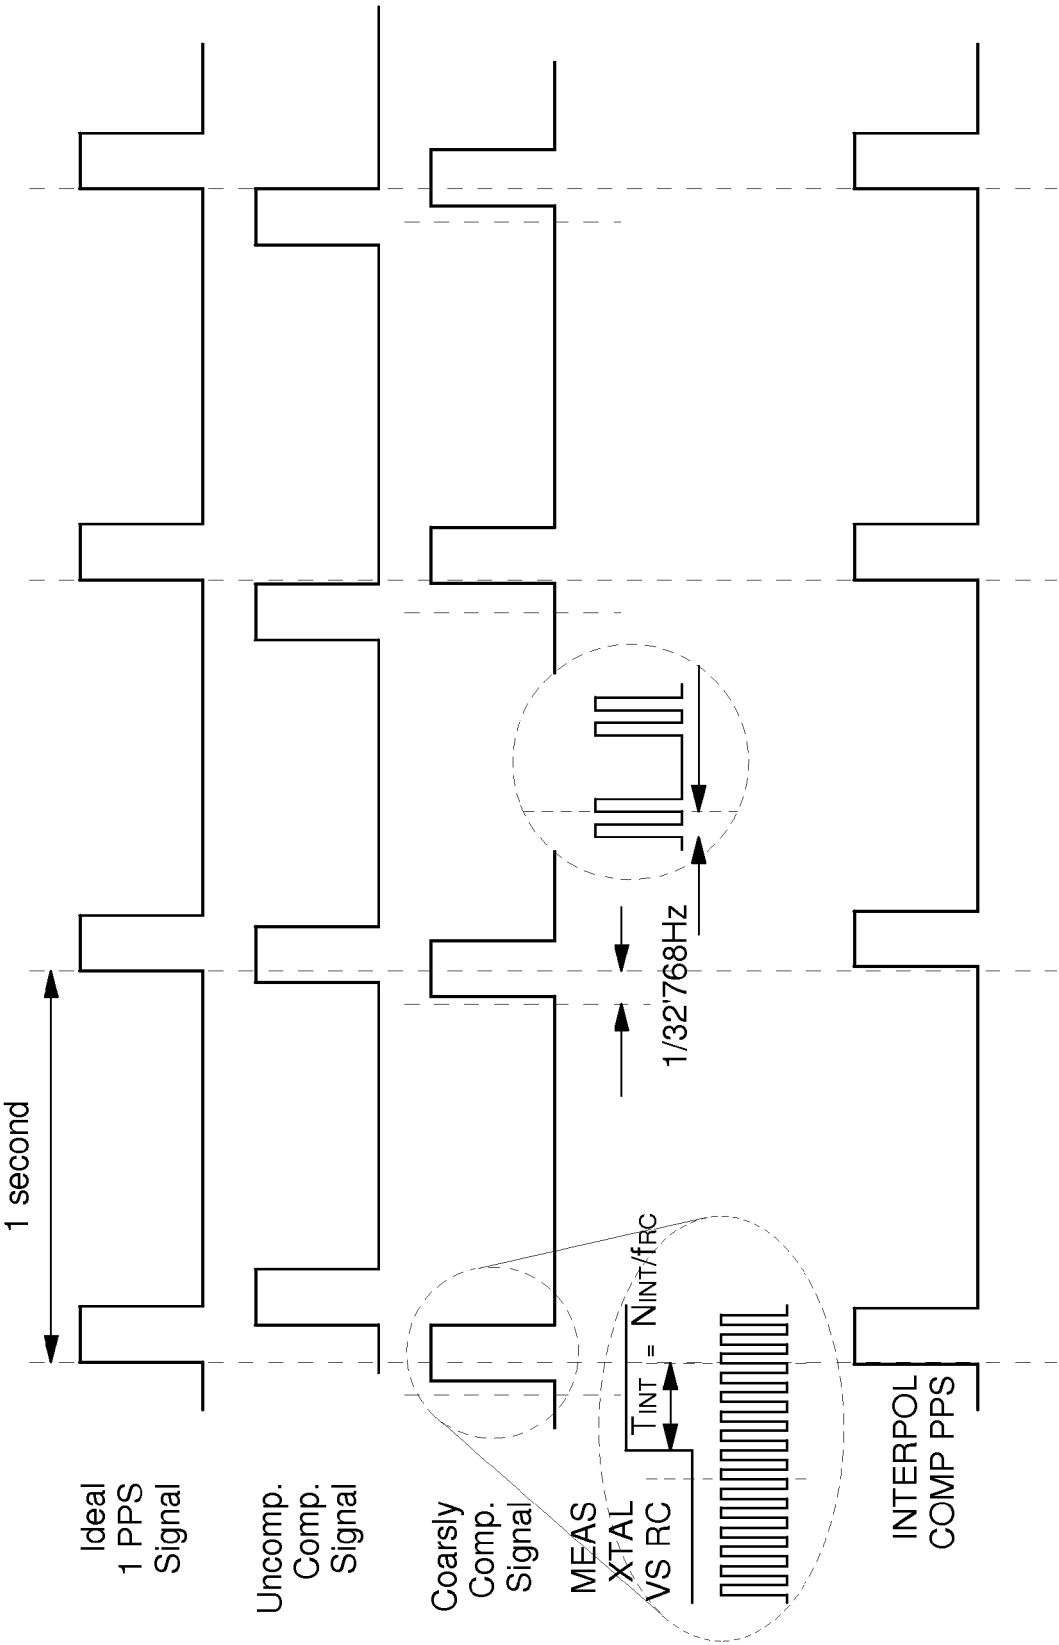 1 second
Ideal
1 PPS
Signal
Uncomp.
Comp.
Signal
Coarsly
Comp.
Signal
1/32'768Hz
MEAS
XTAL
VS RC
TINT = NINT/fRC
INTERPOL
COMP PPS